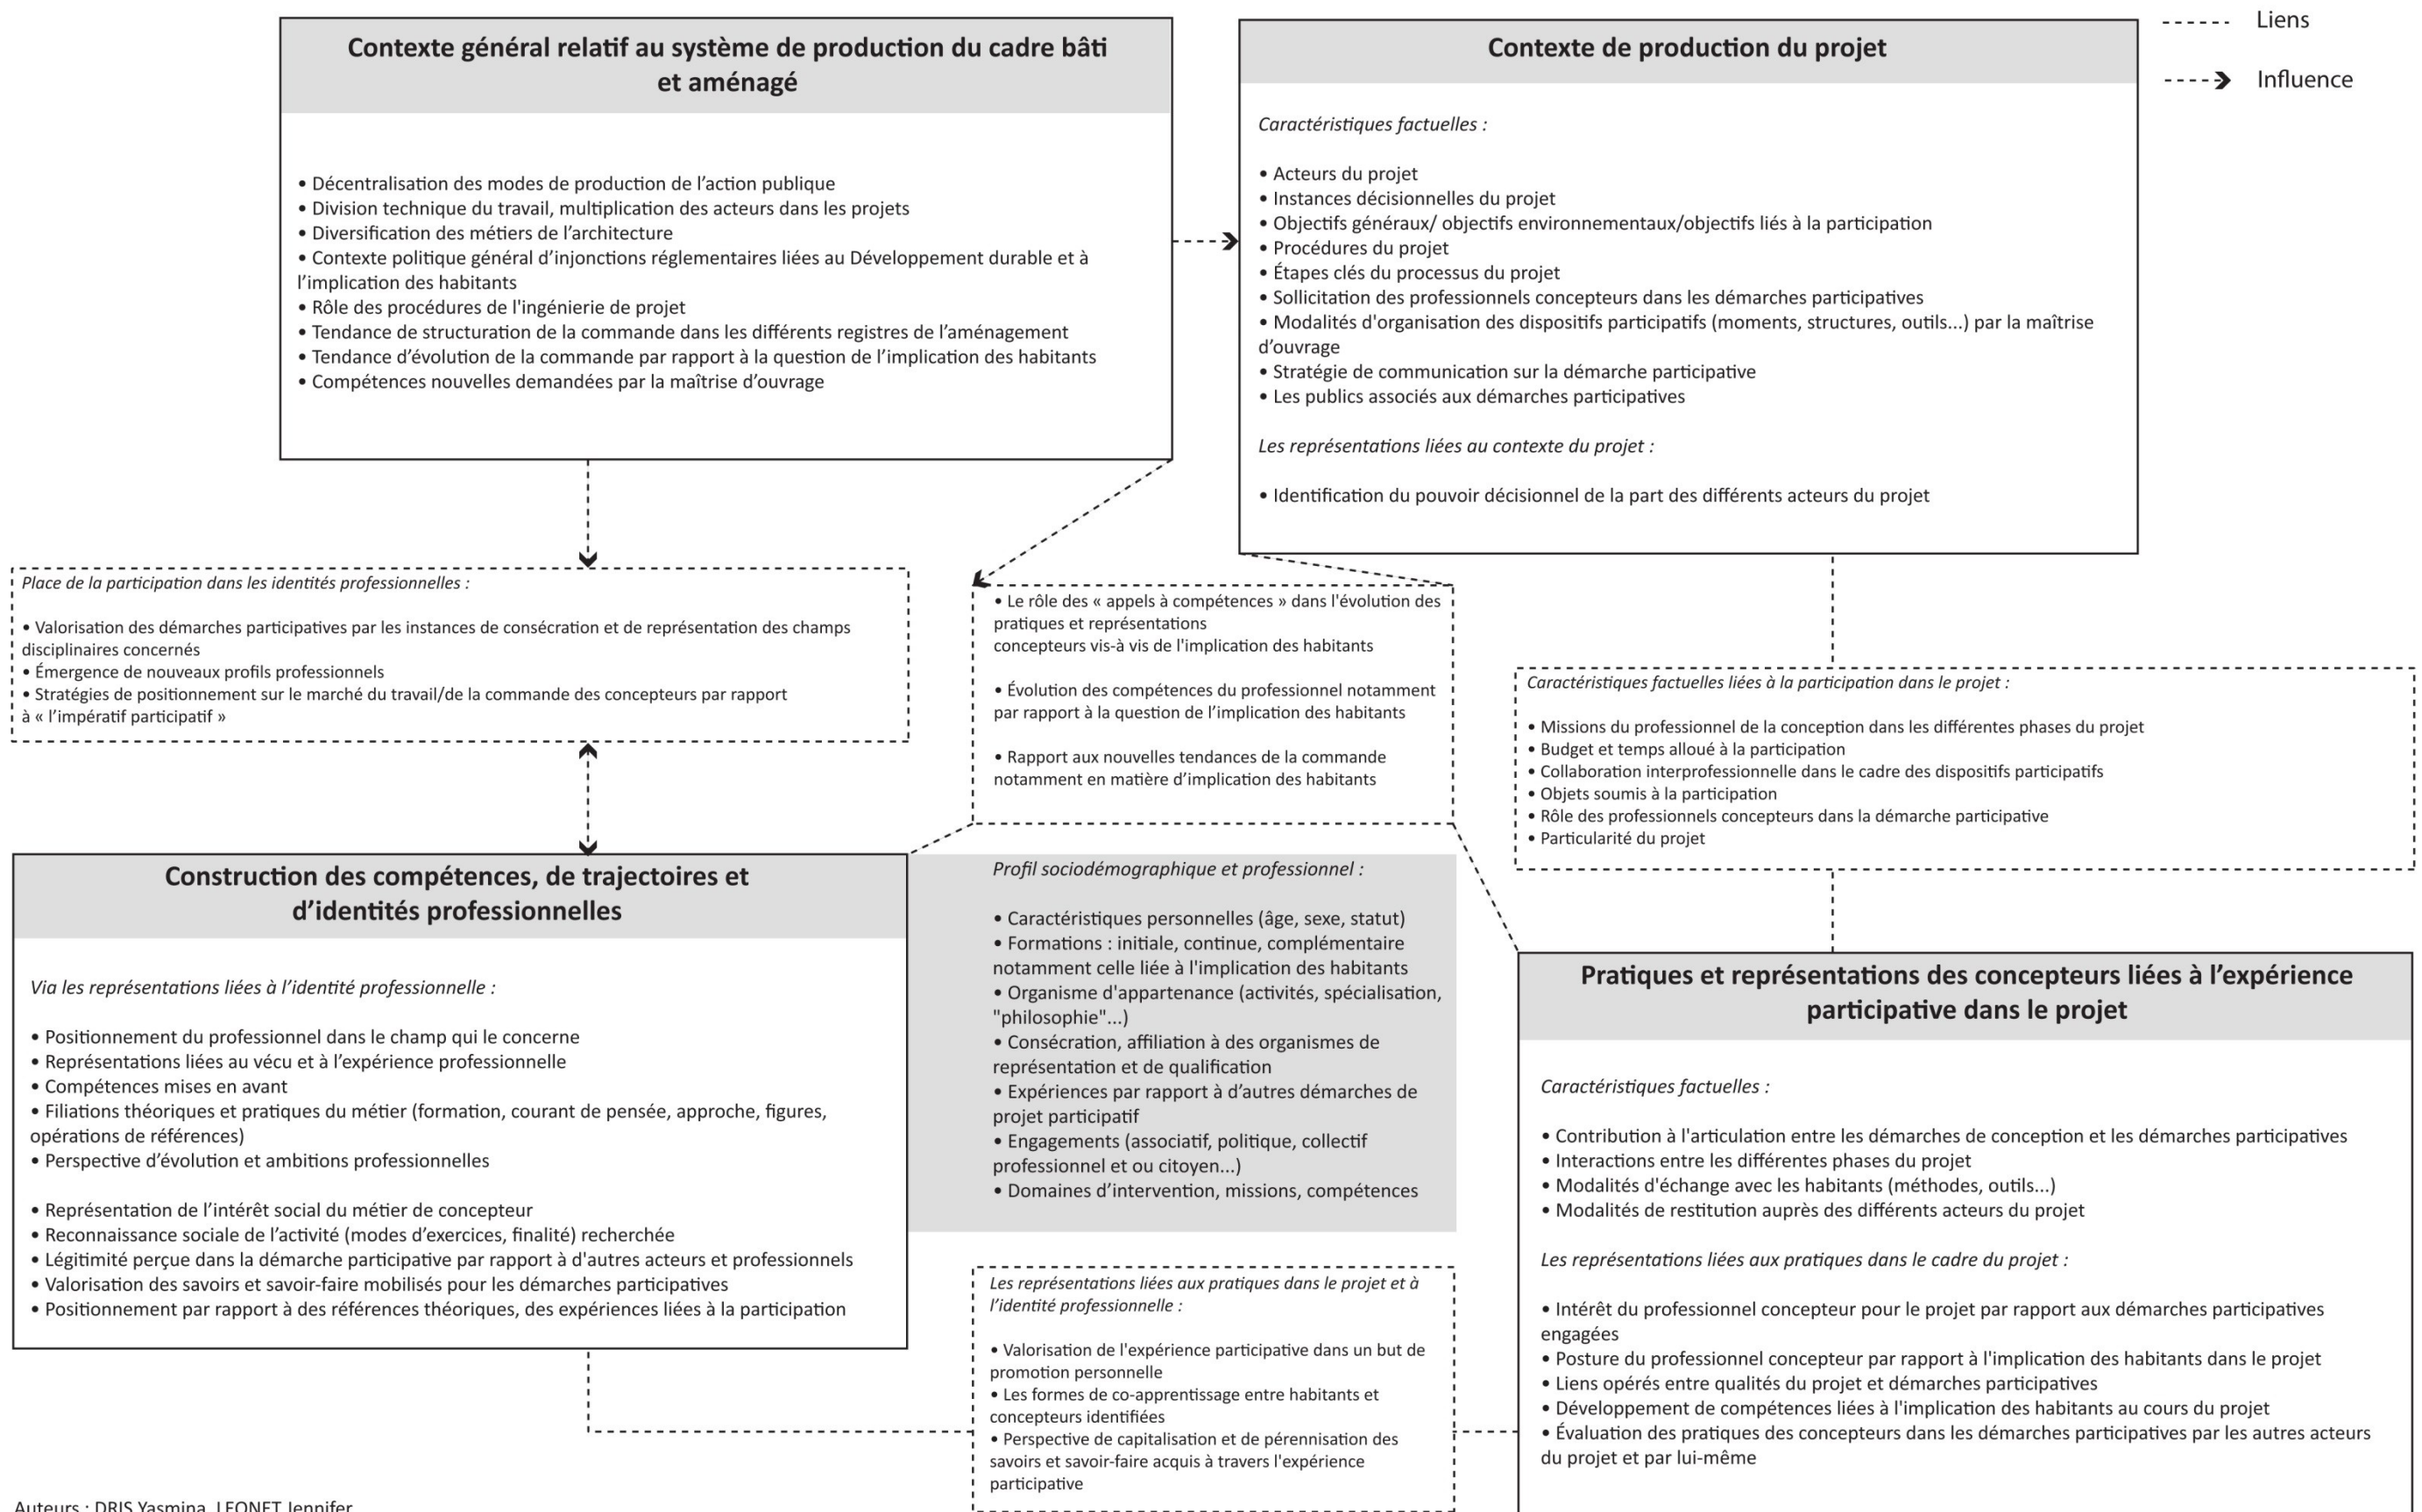 Contexte général relatif au système de production du cadre bâti
et aménagé
• Décentralisation des modes de production de l’action publique
• Division technique du travail, multiplication des acteurs dans les projets
• Diversification des métiers de l’architecture
• Contexte politique général d’injonctions réglementaires liées au Développement durable et à
l’implication des habitants
• Rôle des procédures de l'ingénierie de projet
• Tendance de structuration de la commande dans les différents registres de l’aménagement
• Tendance d’évolution de la commande par rapport à la question de l’implication des habitants
• Compétences nouvelles demandées par la maîtrise d’ouvrage
Contexte de production du projet
Caractéristiques factuelles :
• Acteurs du projet
• Instances décisionnelles du projet
• Objectifs généraux/ objectifs environnementaux/objectifs liés à la participation
• Procédures du projet
• Étapes clés du processus du projet
• Sollicitation des professionnels concepteurs dans les démarches participatives
• Modalités d'organisation des dispositifs participatifs (moments, structures, outils...) par la maîtrise
d’ouvrage
• Stratégie de communication sur la démarche participative
• Les publics associés aux démarches participatives
Les représentations liées au contexte du projet :
• Identification du pouvoir décisionnel de la part des différents acteurs du projet
Liens
Influence
Place de la participation dans les identités professionnelles :
• Valorisation des démarches participatives par les instances de consécration et de représentation des champs
disciplinaires concernés
• Émergence de nouveaux profils professionnels
• Stratégies de positionnement sur le marché du travail/de la commande des concepteurs par rapport
à « l’impératif participatif »
• Le rôle des « appels à compétences » dans l'évolution des
pratiques et représentations
concepteurs vis-à vis de l'implication des habitants
• Évolution des compétences du professionnel notamment
par rapport à la question de l’implication des habitants
• Rapport aux nouvelles tendances de la commande
notamment en matière d’implication des habitants
Caractéristiques factuelles liées à la participation dans le projet :
• Missions du professionnel de la conception dans les différentes phases du projet
• Budget et temps alloué à la participation
• Collaboration interprofessionnelle dans le cadre des dispositifs participatifs
• Objets soumis à la participation
• Rôle des professionnels concepteurs dans la démarche participative
• Particularité du projet
Construction des compétences, de trajectoires et
d’identités professionnelles
Via les représentations liées à l’identité professionnelle :
• Positionnement du professionnel dans le champ qui le concerne
• Représentations liées au vécu et à l’expérience professionnelle
• Compétences mises en avant
• Filiations théoriques et pratiques du métier (formation, courant de pensée, approche, figures,
opérations de références)
• Perspective d’évolution et ambitions professionnelles
• Représentation de l’intérêt social du métier de concepteur
• Reconnaissance sociale de l’activité (modes d’exercices, finalité) recherchée
• Légitimité perçue dans la démarche participative par rapport à d'autres acteurs et professionnels
• Valorisation des savoirs et savoir-faire mobilisés pour les démarches participatives
• Positionnement par rapport à des références théoriques, des expériences liées à la participation
Profil sociodémographique et professionnel :
• Caractéristiques personnelles (âge, sexe, statut)
• Formations : initiale, continue, complémentaire
notamment celle liée à l'implication des habitants
• Organisme d'appartenance (activités, spécialisation,
"philosophie"...)
• Consécration, affiliation à des organismes de
représentation et de qualification
• Expériences par rapport à d’autres démarches de
projet participatif
• Engagements (associatif, politique, collectif
professionnel et ou citoyen...)
• Domaines d’intervention, missions, compétences
Les représentations liées aux pratiques dans le projet et à
l’identité professionnelle :
• Valorisation de l'expérience participative dans un but de
promotion personnelle
• Les formes de co-apprentissage entre habitants et
concepteurs identifiées
• Perspective de capitalisation et de pérennisation des
savoirs et savoir-faire acquis à travers l'expérience
participative
Pratiques et représentations des concepteurs liées à l’expérience
participative dans le projet
Caractéristiques factuelles :
• Contribution à l'articulation entre les démarches de conception et les démarches participatives
• Interactions entre les différentes phases du projet
• Modalités d'échange avec les habitants (méthodes, outils...)
• Modalités de restitution auprès des différents acteurs du projet
Les représentations liées aux pratiques dans le cadre du projet :
• Intérêt du professionnel concepteur pour le projet par rapport aux démarches participatives
engagées
• Posture du professionnel concepteur par rapport à l'implication des habitants dans le projet
• Liens opérés entre qualités du projet et démarches participatives
• Développement de compétences liées à l'implication des habitants au cours du projet
• Évaluation des pratiques des concepteurs dans les démarches participatives par les autres acteurs
du projet et par lui-même
Auteurs : DRIS Yasmina, LEONET Jennifer